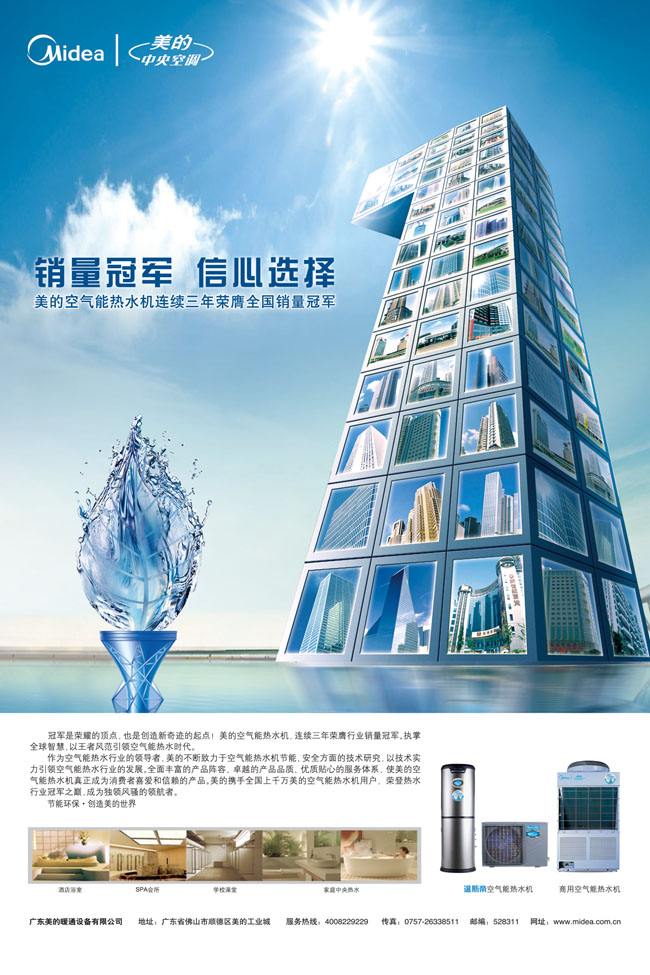 Midea
美的
中央空调
销量冠军 信心选择
美的空气能热水机连续三年荣膺全国销量冠军
冠军是荣耀的顶点，也是创造新奇迹的起点！美的空气能热水机，连续三年荣膺行业销量冠军。执掌
全球智慧，以王者风范引领空气能热水时代。
作为空气能热水行业的领导者，美的不断致力于空气能热水机节能、安全方面的技术研究，以技术实
力引领空气能热水行业的发展。全面丰富的产品阵容，卓越的产品品质，优质贴心的服务体系，使美的空
气能热水机真正成为消费者喜爱和信赖的产品。美的携手全国上千万美的空气能热水机用户，荣登热水
行业冠军之巅，成为独领风骚的领航者。
节能环保·创造美的世界
酒店浴室 SPA会所 学校澡堂 家庭中央热水
温斯帝空气能热水机 商用空气能热水机
广东美的暖通设备有限公司 地址：广东省佛山市顺德区美的工业城 服务热线：4008229229 传真：0757-26338511 邮编：528311 网址：www.midea.com.cn